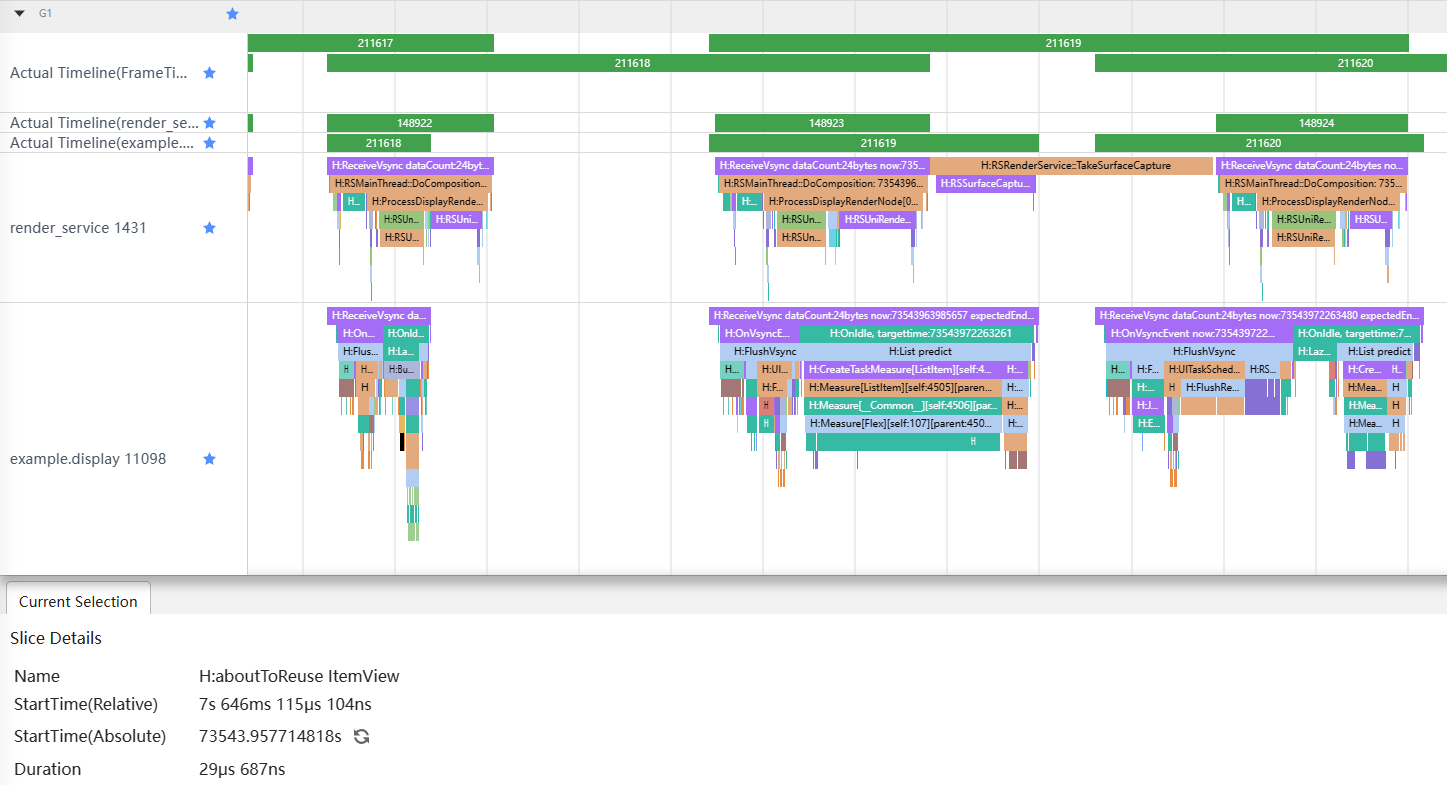 G1
211617
211619
Actual Timeline(FrameTi...
211618
211620
Actual Timeline(render_se...
148922
148923
148924
Actual Timeline(example....
211618
211619
211620
render_service 1431
H:ReceiveVsync dataCount:24byt...
H:ReceiveVsync dataCount:24bytes now:735...
H:RSRenderService::TakeSurfaceCapture
H:ReceiveVsync dataCount:24bytes no...
H:RSMainThread::DoComposition...
H:RSMainThread::DoComposition: 7354396...
H:RSSurfaceCaptu...
H:RSMainThread::DoComposition: 735...
H...
H:ProcessDisplayRende...
H...
H:ProcessDisplayRenderNode[0...
H...
H:ProcessDisplayRenderNod...
H:RSUn...
H:RSUni...
H:RSUn...
H:RSUniRende...
H:RSUniRe...
H:RSU...
H:RSU...
H:RSUn...
H:RSUniRe...
example.display 11098
H:ReceiveVsync da...
H:ReceiveVsync dataCount:24bytes now:73543963985657 expectedEnd...
H:ReceiveVsync dataCount:24bytes now:73543972263480 expectedEn...
H:On...
H:OnId...
H:OnVsyncE...
H:OnIdle, targettime:73543972263261
H:OnVsyncEvent now:735439722...
H:OnIdle, targettime:7...
H:Flus...
H:La...
H:FlushVsync
H:List predict
H:FlushVsync
H:Laz...
H:List predict
H
H...
H:Bu...
H...
H:UI...
H:CreateTaskMeasure[ListItem][self:4...
H:...
H...
H:F...
H:UITaskSched...
H:RS...
H:Cre...
H...
H
H:F...
H:Measure[ListItem][self:4505][paren...
H:...
H:...
H
H:FlushRe...
H:Mea...
H
H
H:Measure[__Common__][self:4506][pa...
H:...
H:J...
H:Mea...
H
H
H:Measure[Flex][self:107][parent:450...
H:...
H:E...
H:Mea...
H
H
Current Selection
Slice Details
Name
H:aboutToReuse ItemView
StartTime(Relative)
7s 646ms 115μs 104ns
StartTime(Absolute)
73543.957714818s
Duration
29μs 687ns